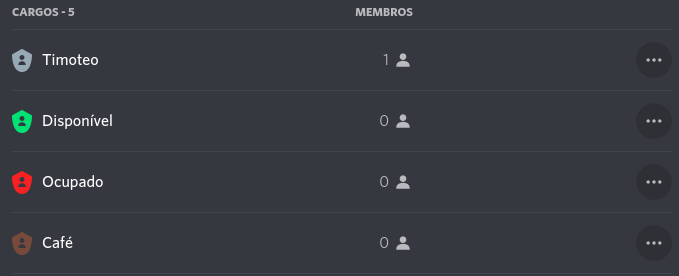 CARGOS - 5 MEMBROS
Timoteo 1
Disponível 0
Ocupado 0
Café 0